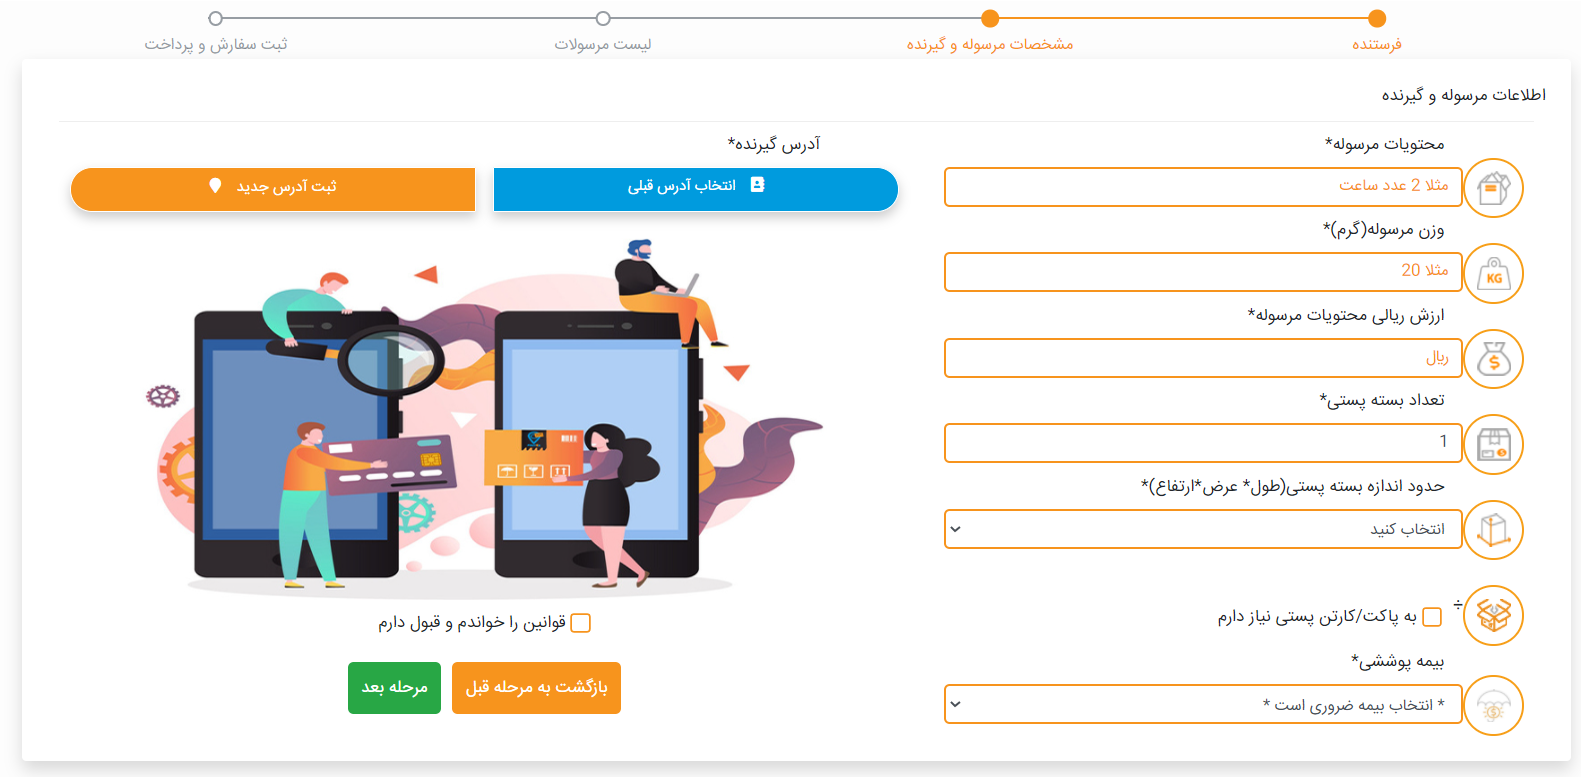 فرستنده
مشخصات مرسوله و گیرنده
لیست مرسولات
ثبت سفارش و پرداخت
اطلاعات مرسوله و گیرنده
محتویات مرسوله*
مثلا 2 عدد ساعت
وزن مرسوله(گرم)*
مثلا 20
KG
ارزش ریالی محتویات مرسوله*
ریال
تعداد بسته پستی*
1
حدود اندازه بسته پستی(طول* عرض*ارتفاع)*
انتخاب کنید
÷
به پاکت/کارتن پستی نیاز دارم
بیمه پوششی*
* انتخاب بیمه ضروری است *
آدرس گیرنده*
انتخاب آدرس قبلی
ثبت آدرس جدید
قوانین را خواندم و قبول دارم
بازگشت به مرحله قبل
مرحله بعد